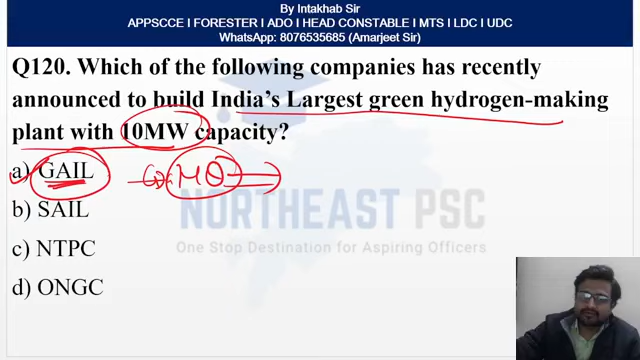 By Intakhab Sir
APPSCCE I FORESTER I ADO I HEAD CONSTABLE I MTS I LDC I UDC
WhatsApp: 8076535685 (Amarjeet Sir)
Q120. Which of the following companies has recently
announced to build India's Largest green hydrogen-making
plant with 10MW capacity?
a) GAIL
b) SAIL
c) NTPC
d) ONGC
NORTHEAST PSC
One Stop Destination for Aspiring Officers